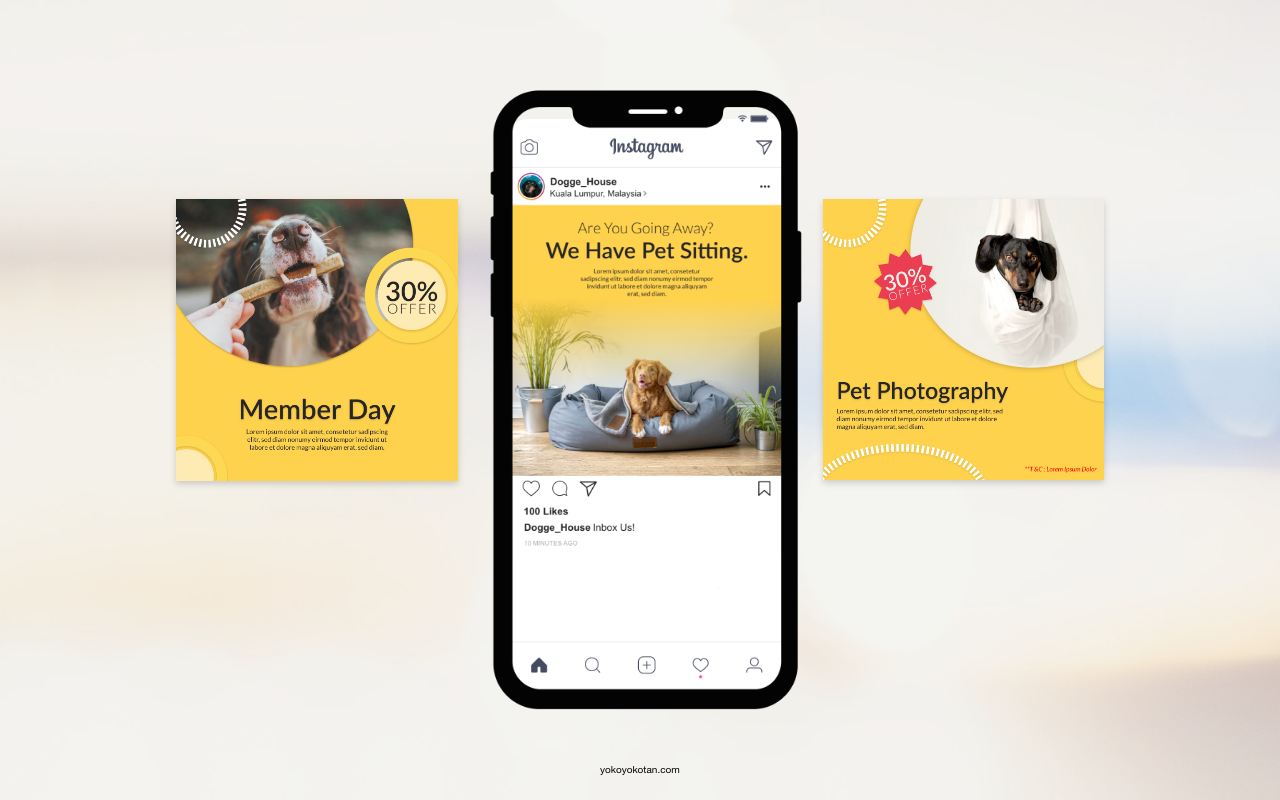 30%
OFFER
Member Day
Lorem ipsum dolor sit amet, consetetur sadipscing
elitr, sed diam nonumy eirmod tempor invidunt ut
labore et dolore magna aliquyam erat, sed diam.
Instagram
Dogge_House
Kuala Lumpur, Malaysia >
Are You Going Away?
We Have Pet Sitting.
Lorem ipsum dolor sit amet, consetetur
sadipscing elitr, sed diam nonumy eirmod tempor
invidunt ut labore et dolore magna aliquyam
erat, sed diam.
100 Likes
Dogge_House Inbox Us!
10 MINUTES AGO
30%
OFFER
Pet Photography
Lorem ipsum dolor sit amet, consetetur sadipscing elitr, sed
diam nonumy eirmod tempor invidunt ut labore et dolore
magna aliquyam erat, sed diam.
**T &C : Lorem Ipsum Dolor
yokoyokotan.com